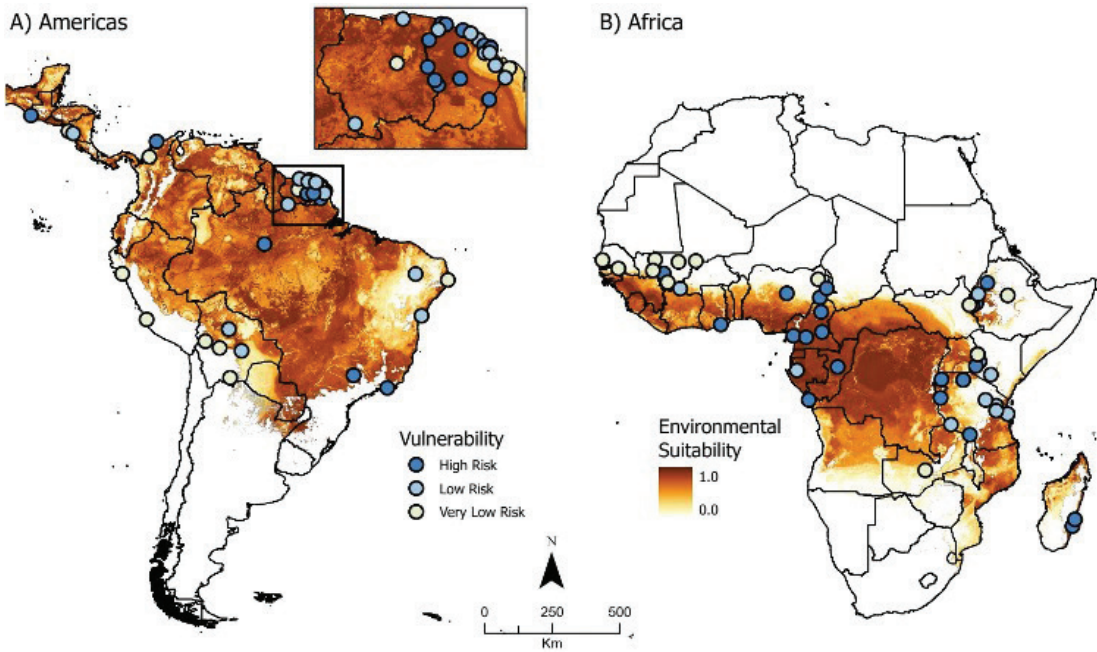 A) Americas
B) Africa
Vulnerability
High Risk
Low Risk
Very Low Risk
Environmental
Suitability
1.0
0.0
N
0 250 500
Km